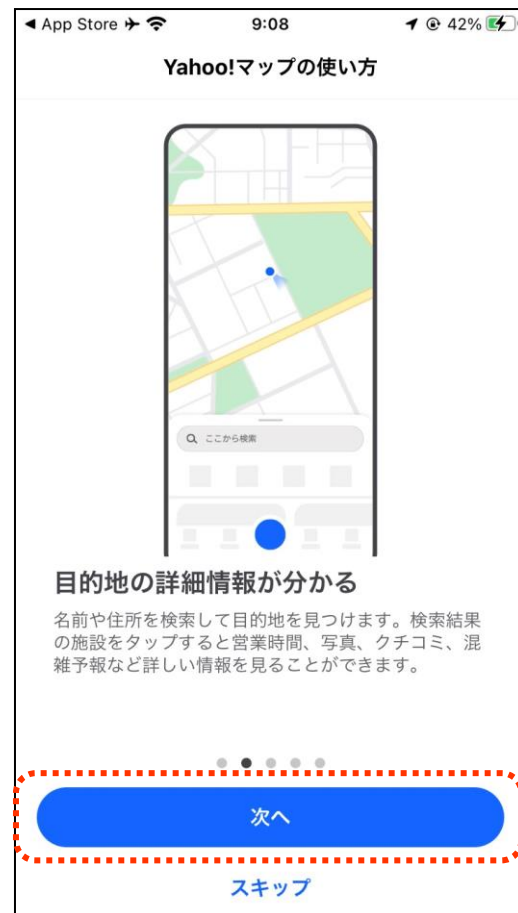 ◀ App Store
9:08
42%
Yahoo!マップの使い方
ここから検索
目的地の詳細情報が分かる
名前や住所を検索して目的地を見つけます。検索結果
の施設をタップすると営業時間、写真、クチコミ、混
雑予報など詳しい情報を見ることができます。
次へ
スキップ